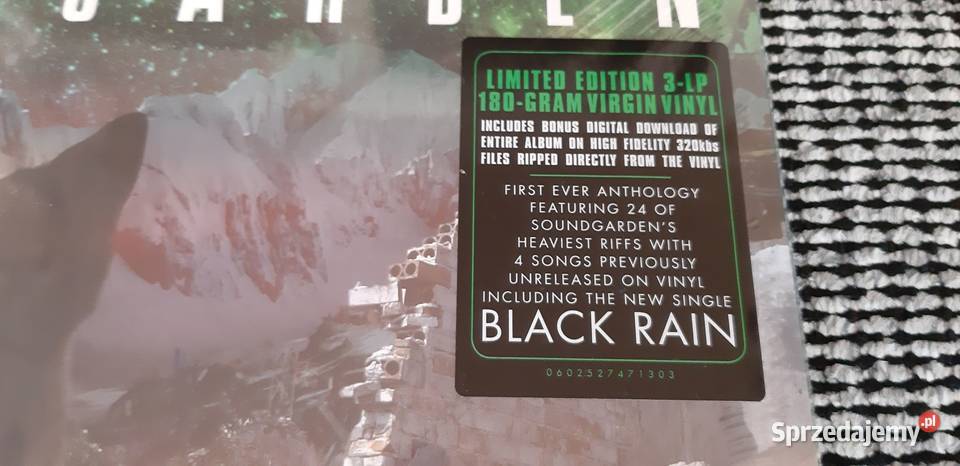 GARDEN
LIMITED EDITION 3-LP
180-GRAM VIRGIN VINYL
INCLUDES BONUS DIGITAL DOWNLOAD OF
ENTIRE ALBUM ON HIGH FIDELITY 320kbs
FILES RIPPED DIRECTLY FROM THE VINYL
FIRST EVER ANTHOLOGY
FEATURING 24 OF
SOUNDGARDEN'S
HEAVIEST RIFFS WITH
4 SONGS PREVIOUSLY
UNRELEASED ON VINYL
INCLUDING THE NEW SINGLE
BLACK RAIN
0602527471303
Sprzedajemy.pl